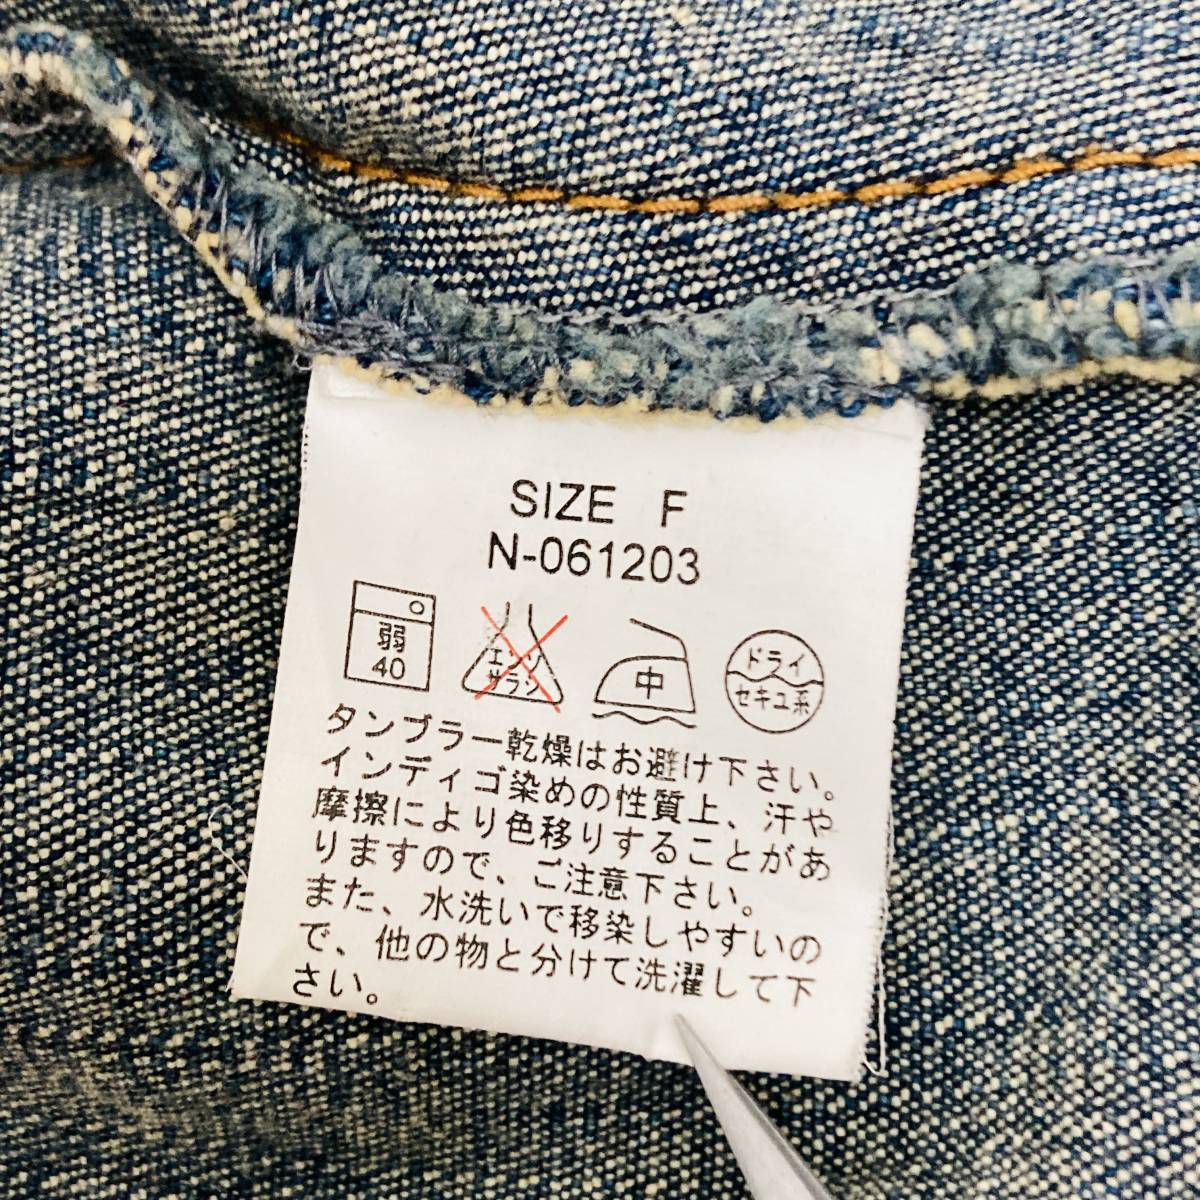 SIZE F
N-061203
弱
40
エンソ
サラシ
中
ドライ
セキユ系
タンブラー乾燥はお避け下さい。
インディゴ染めの性質上、汗や
摩擦により色移りすることがあ
りますので、ご注意下さい。
また、水洗いで移染しやすいの
で、他の物と分けて洗濯して下
さい。